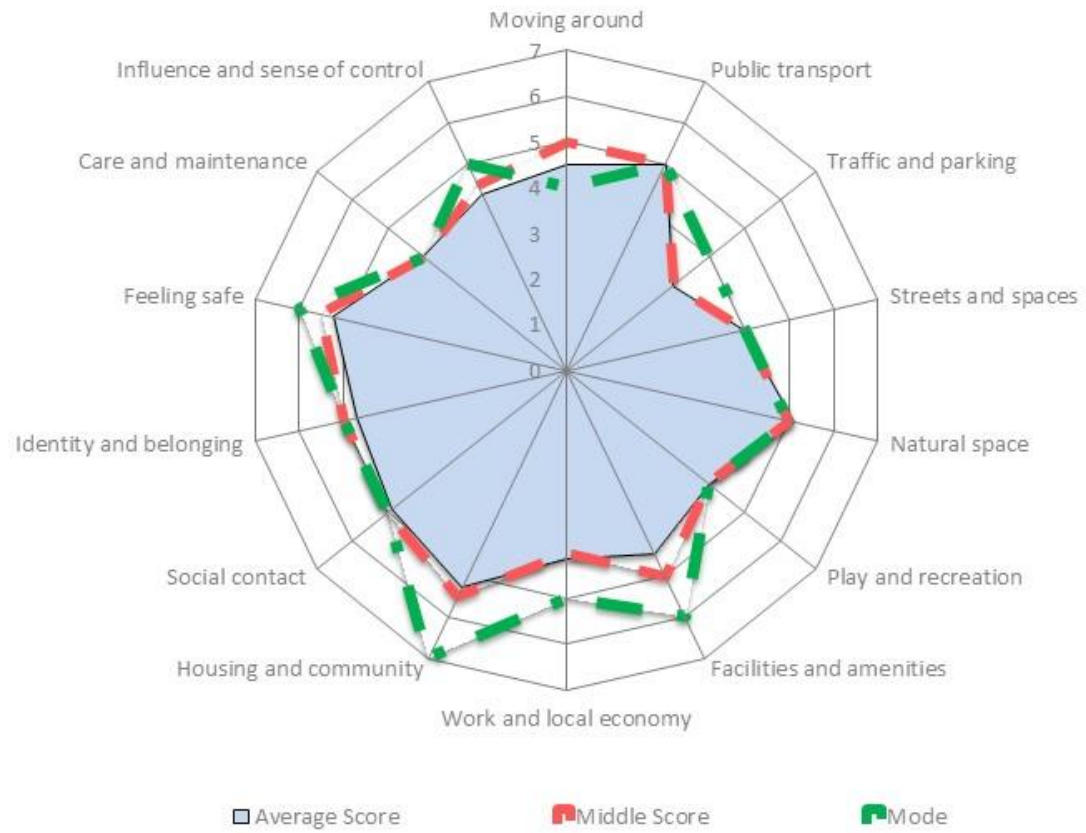 Moving around
7
Influence and sense of control
Public transport
6
5
Care and maintenance
Traffic and parking
4
3
2
Feeling safe
Streets and spaces
1
0
Identity and belonging
Natural space
Social contact
Play and recreation
Housing and community
Facilities and amenities
Work and local economy
Average Score
Middle Score
Mode